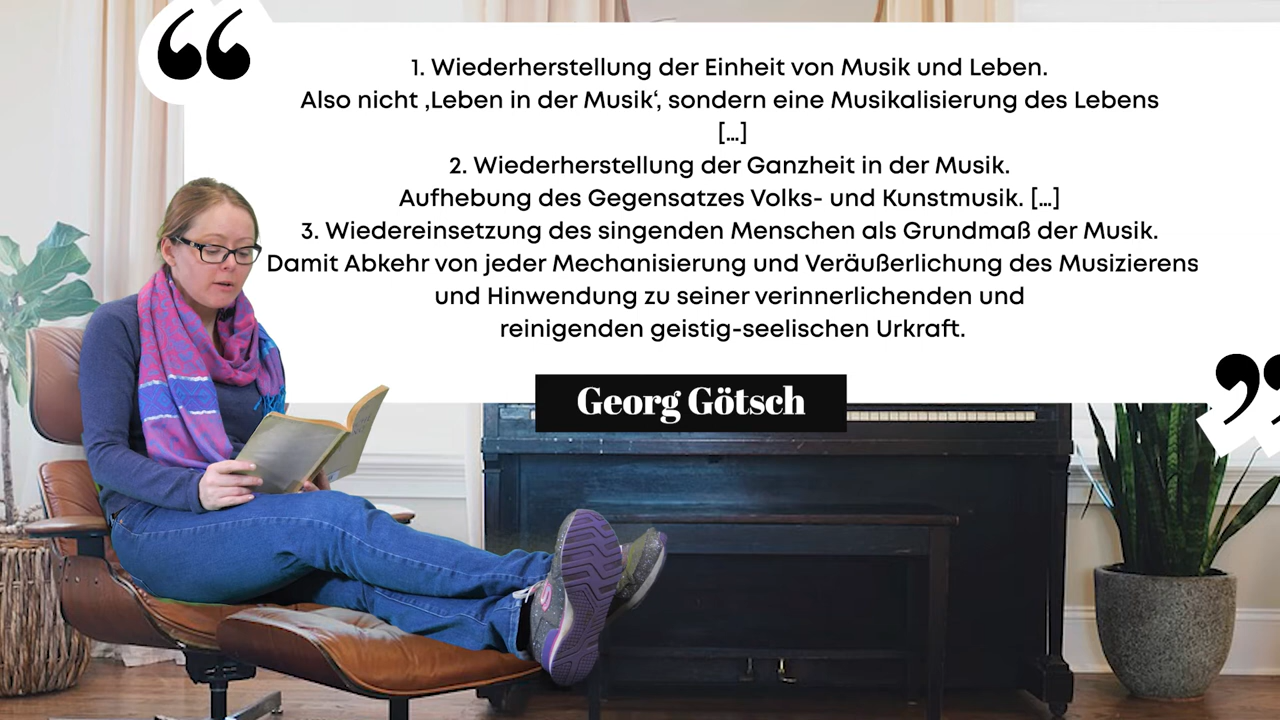 1. Wiederherstellung der Einheit von Musik und Leben.
Also nicht ‚Leben in der Musik‘, sondern eine Musikalisierung des Lebens
[...]
2. Wiederherstellung der Ganzheit in der Musik.
Aufhebung des Gegensatzes Volks- und Kunstmusik. [...]
3. Wiedereinsetzung des singenden Menschen als Grundmaß der Musik.
Damit Abkehr von jeder Mechanisierung und Veräußerlichung des Musizierens
und Hinwendung zu seiner verinnerlichenden und
reinigenden geistig-seelischen Urkraft.
Georg Götsch